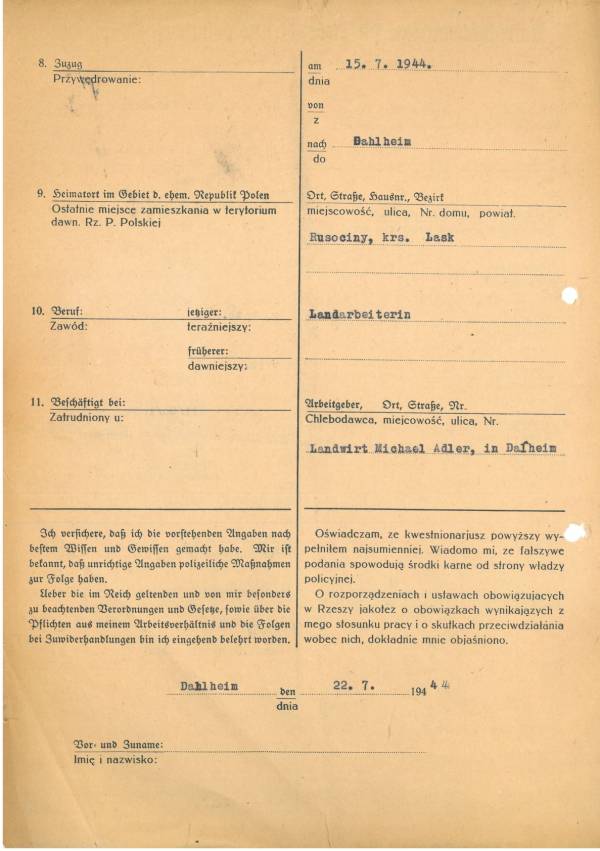 8. Zuzug
Przywędrowanie:
am 15. 7. 1944.
dnia
von
z
nach Dahlheim
do
9. Heimatort im Gebiet d. ehem. Republik Polen
Ostatnie miejsce zamieszkania w terytorium
dawn. Rz. P. Polskiej
Ort, Straße, Hausnr., Bezirk
miejscowość, ulica, Nr. domu, powiat.
Rusociny, krs. Lask
10. Beruf: jetziger:
Zawód: teraźniejszy:
früherer:
dawniejszy:
Landarbeiterin
11. Beschäftigt bei:
Zatrudniony u:
Arbeitgeber, Ort, Straße, Nr.
Chlebodawca, miejcowość, ulica, Nr.
Landwirt Michael Adler, in Dalheim
Ich versichere, daß ich die vorstehenden Angaben nach
bestem Wissen und Gewissen gemacht habe. Mir ist
bekannt, daß unrichtige Angaben polizeiliche Maßnahmen
zur Folge haben.
Ueber die im Reich geltenden und von mir besonders
zu beachtenden Verordnungen und Gesetze, sowie über die
Pflichten aus meinem Arbeitsverhältnis und die Folgen
bei Zuwiderhandlungen bin ich eingehend belehrt worden.
Oświadczam, ze kwestnionarjusz powyższy wy-
pełniłem najsumienniej. Wiadomo mi, ze fałszywe
podania spowodują środki karne od strony władzy
policyjnej.
O rozporządzeniach i ustawach obowiązujacych
w Rzeszy jakotez o obowiązkach wynikających z
mego stosunku pracy i o skutkach przeciwdziałania
wobec nich, dokładnie mnie objaśniono.
Dahlheim den 22. 7. 1944
dnia
Vor- und Zuname:
Imię i nazwisko: